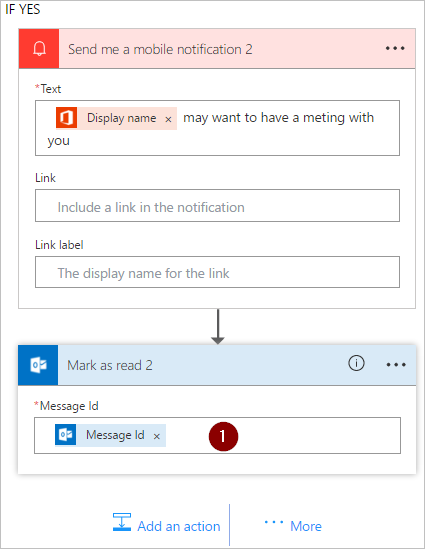 IF YES
Send me a mobile notification 2
*Text
Display name × may want to have a meting with
you
Link
Include a link in the notification
Link label
The display name for the link
Mark as read 2
*Message Id
Message Id × 1
Add an action
More